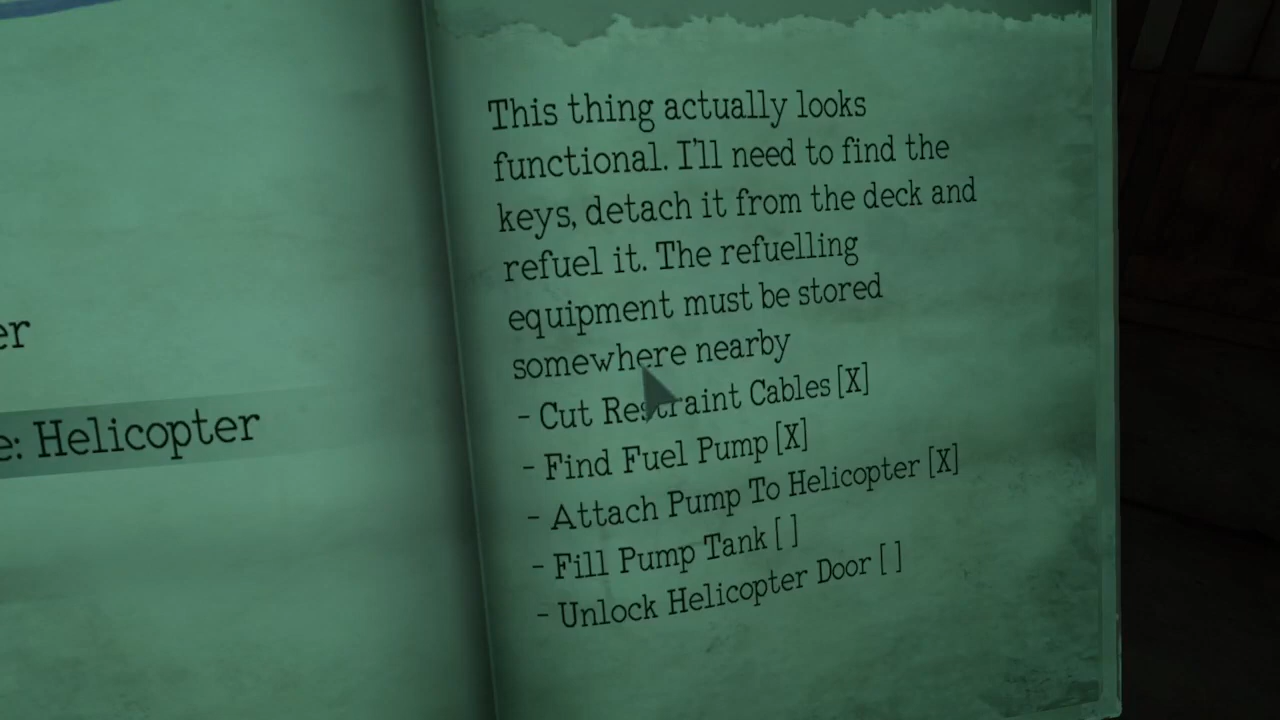 er
e: Helicopter
This thing actually looks
functional. I'll need to find the
keys, detach it from the deck and
refuel it. The refuelling
equipment must be stored
somewhere nearby
- Cut Restraint Cables [X]
- Find Fuel Pump [X]
- Attach Pump To Helicopter [X]
- Fill Pump Tank [ ]
- Unlock Helicopter Door [ ]